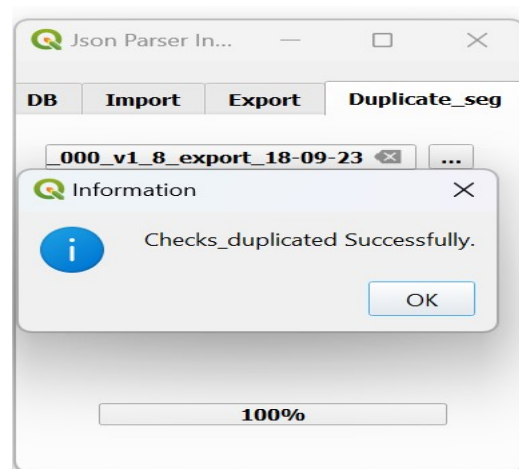 Json Parser In...
DB Import Export Duplicate_seg
_000_v1_8_export_18-09-23 ...
Information
Checks_duplicated Successfully.
OK
100%